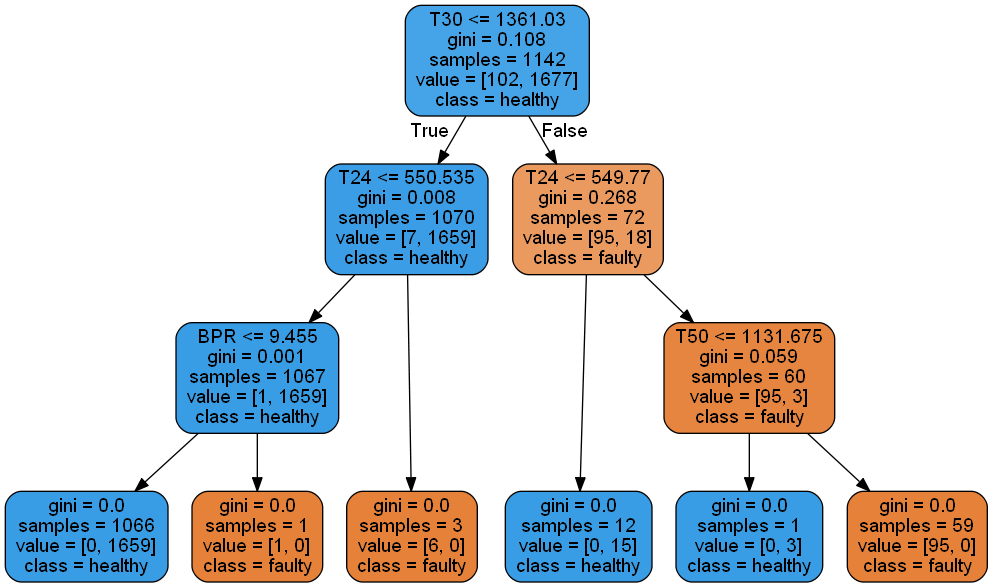 T30 <= 1361.03
gini = 0.108
samples = 1142
value = [102, 1677]
class = healthy
True
False
T24 <= 550.535
gini = 0.008
samples = 1070
value = [7, 1659]
class = healthy
T24 <= 549.77
gini = 0.268
samples = 72
value = [95, 18]
class = faulty
BPR <= 9.455
gini = 0.001
samples = 1067
value = [1, 1659]
class = healthy
T50 <= 1131.675
gini = 0.059
samples = 60
value = [95, 3]
class = faulty
gini = 0.0
samples = 1066
value = [0, 1659]
class = healthy
gini = 0.0
samples = 1
value = [1, 0]
class = faulty
gini = 0.0
samples = 3
value = [6, 0]
class = faulty
gini = 0.0
samples = 12
value = [0, 15]
class = healthy
gini = 0.0
samples = 1
value = [0, 3]
class = healthy
gini = 0.0
samples = 59
value = [95, 0]
class = faulty